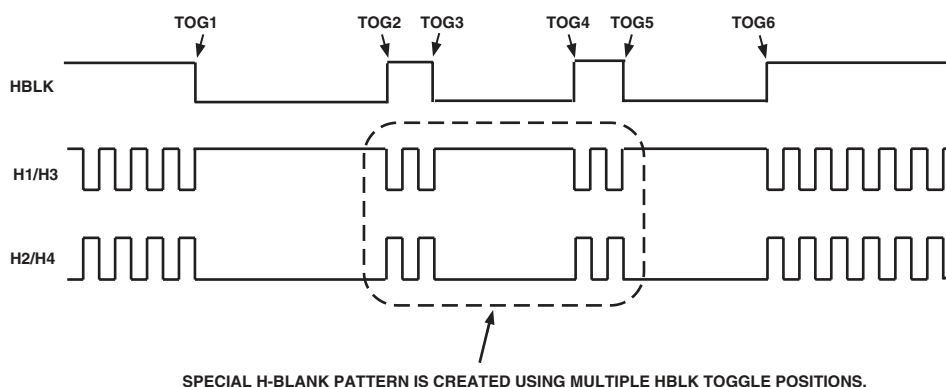 TOG1 TOG2 TOG3 TOG4 TOG5 TOG6
HBLK
H1/H3
H2/H4
SPECIAL H-BLANK PATTERN IS CREATED USING MULTIPLE HBLK TOGGLE POSITIONS.